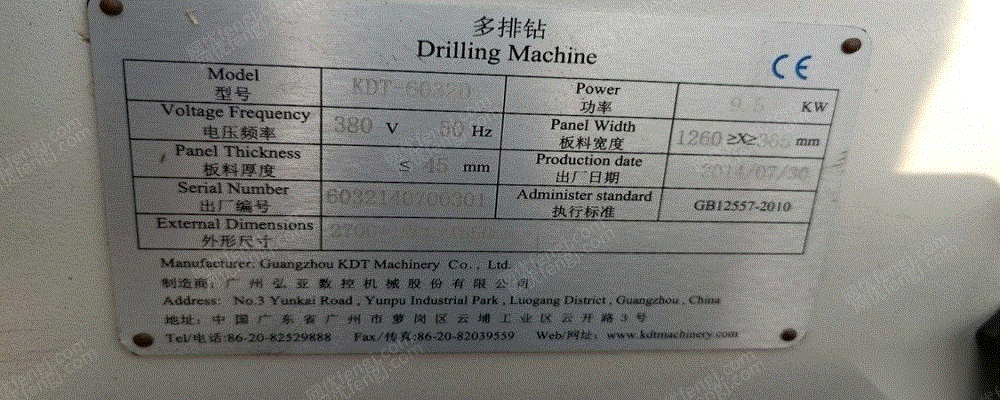 多排钻
Drilling Machine
CE
Model
型号
Power
功率
KW
Voltage Frequency
电压频率
380 V Hz
Panel Width
板料宽度
1260 ≥X≥ mm
Panel Thickness
板料厚度
≤ 45 mm
Production date
出厂日期
2014/07/30
Serial Number
出厂编号
6032140700301
Administer standard
执行标准
GB12557-2010
External Dimensions
外形尺寸
Manufacturer: Guangzhou KDT Machinery Co., Ltd.
制造商: 广州弘亚数控机械股份有限公司
Address: No.3 Yunkai Road, Yunpu Industrial Park, Luogang District, Guangzhou, China
地址: 中国广东省广州市萝岗区云埔工业区云开路3号
Tel/电话:86-20-82529888 Fax/传真:86-20-82039559 Web/网址: www.kdtmachinery.com